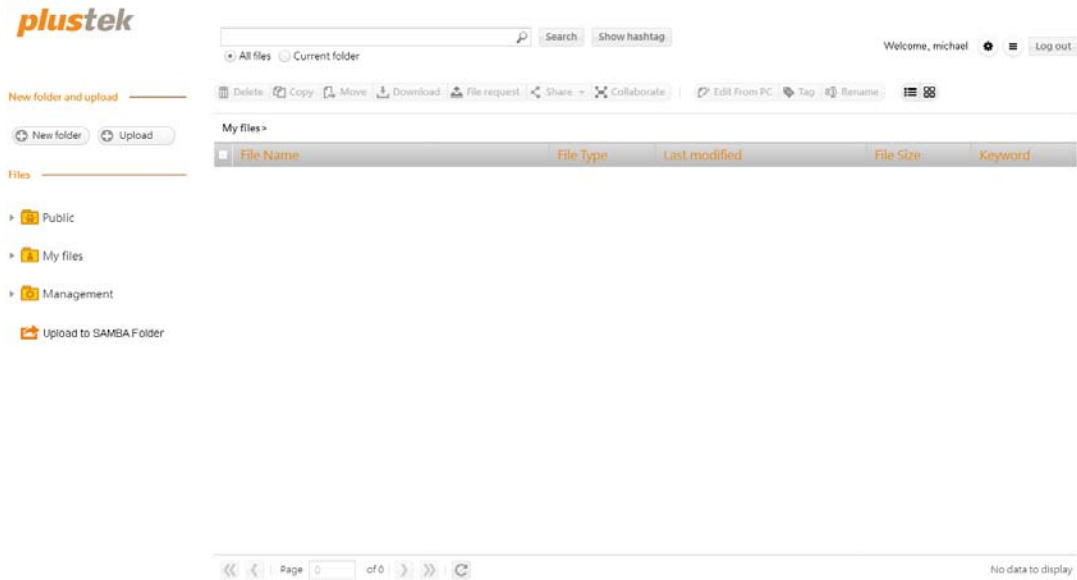 plustek
Search Show hashtag
All files Current folder
Welcome, michael Log out
New folder and upload
Delete Copy Move Download File request Share Collaborate Edit From PC Tag Rename
New folder Upload
My files>
File Name File Type Last modified File Size Keyword
Files
Public
My files
Management
Upload to SAMBA Folder
Page 0 of 0
No data to display